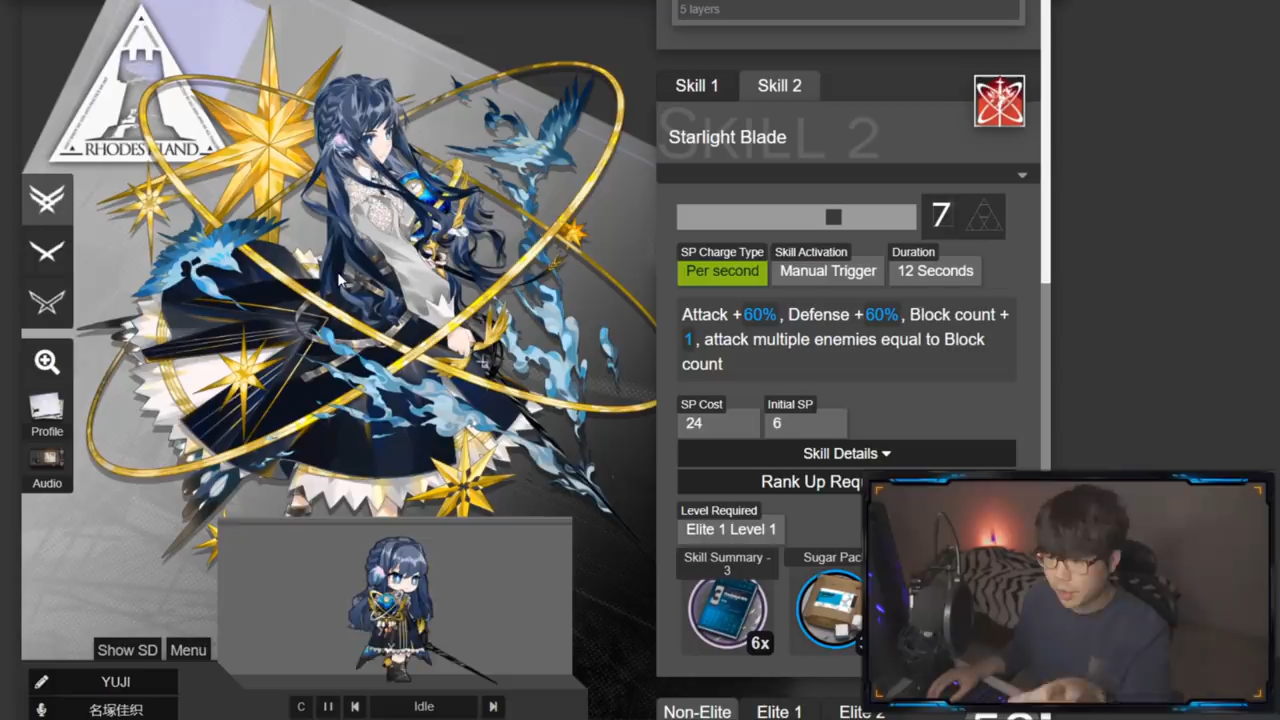 5 layers
Skill 1
Skill 2
SKILL 2
Starlight Blade
RHODES ISLAND
7
SP Charge Type
Skill Activation
Duration
Per second
Manual Trigger
12 Seconds
Attack +60%, Defense +60%, Block count +
1, attack multiple enemies equal to Block
count
SP Cost
Initial SP
24
6
Skill Details
Rank Up Requ
Level Required
Elite 1 Level 1
Skill Summary -
3
Sugar Pac
6x
Profile
Audio
Show SD
Menu
YUJI
名塚佳织
C
Idle
Non-Elite
Elite 1
Elite 2